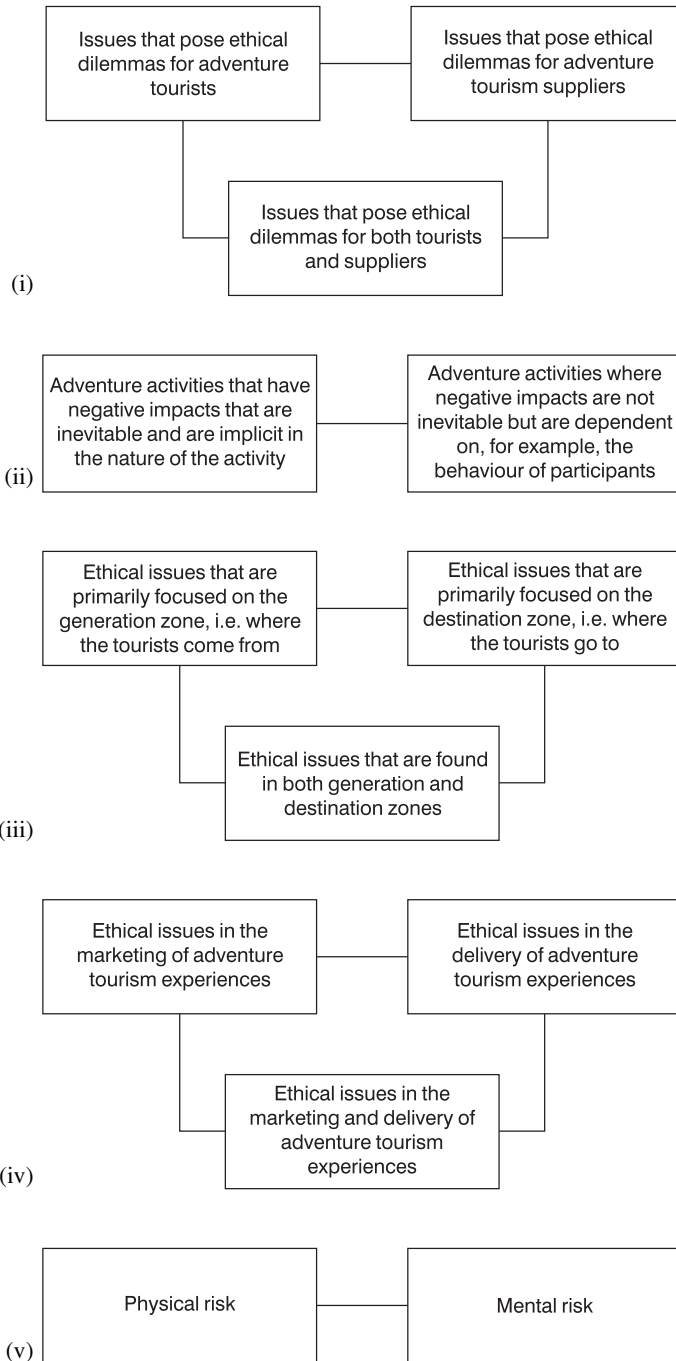 Issues that pose ethical
dilemmas for adventure
tourists
Issues that pose ethical
dilemmas for adventure
tourism suppliers
Issues that pose ethical
dilemmas for both tourists
and suppliers
(i)
Adventure activities that have
negative impacts that are
inevitable and are implicit in
the nature of the activity
Adventure activities where
negative impacts are not
inevitable but are dependent
on, for example, the
behaviour of participants
(ii)
Ethical issues that are
primarily focused on the
generation zone, i.e. where
the tourists come from
Ethical issues that are
primarily focused on the
destination zone, i.e. where
the tourists go to
Ethical issues that are found
in both generation and
destination zones
(iii)
Ethical issues in the
marketing of adventure
tourism experiences
Ethical issues in the
delivery of adventure
tourism experiences
Ethical issues in the
marketing and delivery of
adventure tourism
experiences
(iv)
Physical risk
Mental risk
(v)